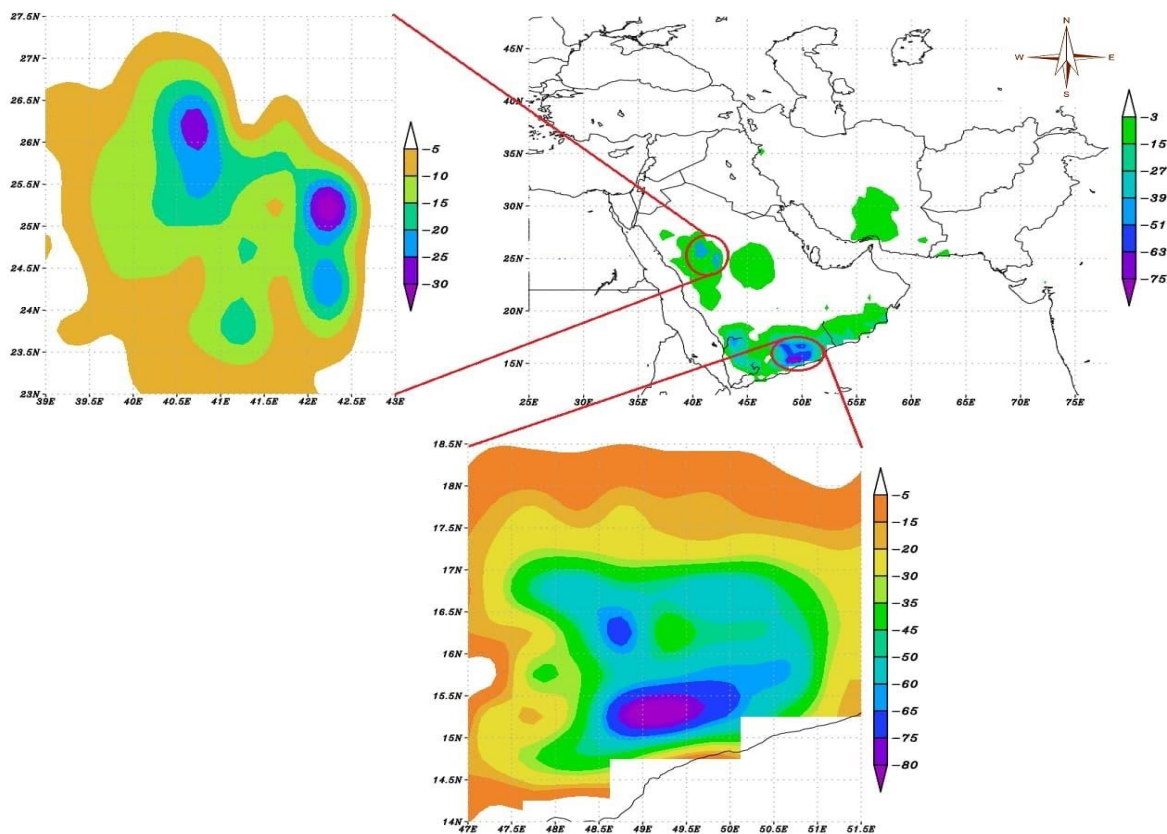 27.5N
27N
26.5N
26N
25.5N
25N
24.5N
24N
23.5N
23N
39E 39.5E 40E 40.5E 41E 41.5E 42E 42.5E 43E
-5
-10
-15
-20
-25
-30
45N
40N
35N
30N
25N
20N
15N
25E 30E 35E 40E 45E 50E 55E 60E 65E 70E 75E
N
W E
S
-3
-15
-27
-39
-51
-63
-75
18.5N
18N
17.5N
17N
16.5N
16N
15.5N
15N
14.5N
14N
47E 47.5E 48E 48.5E 49E 49.5E 50E 50.5E 51E 51.5E
-5
-15
-20
-30
-35
-45
-50
-60
-65
-75
-80